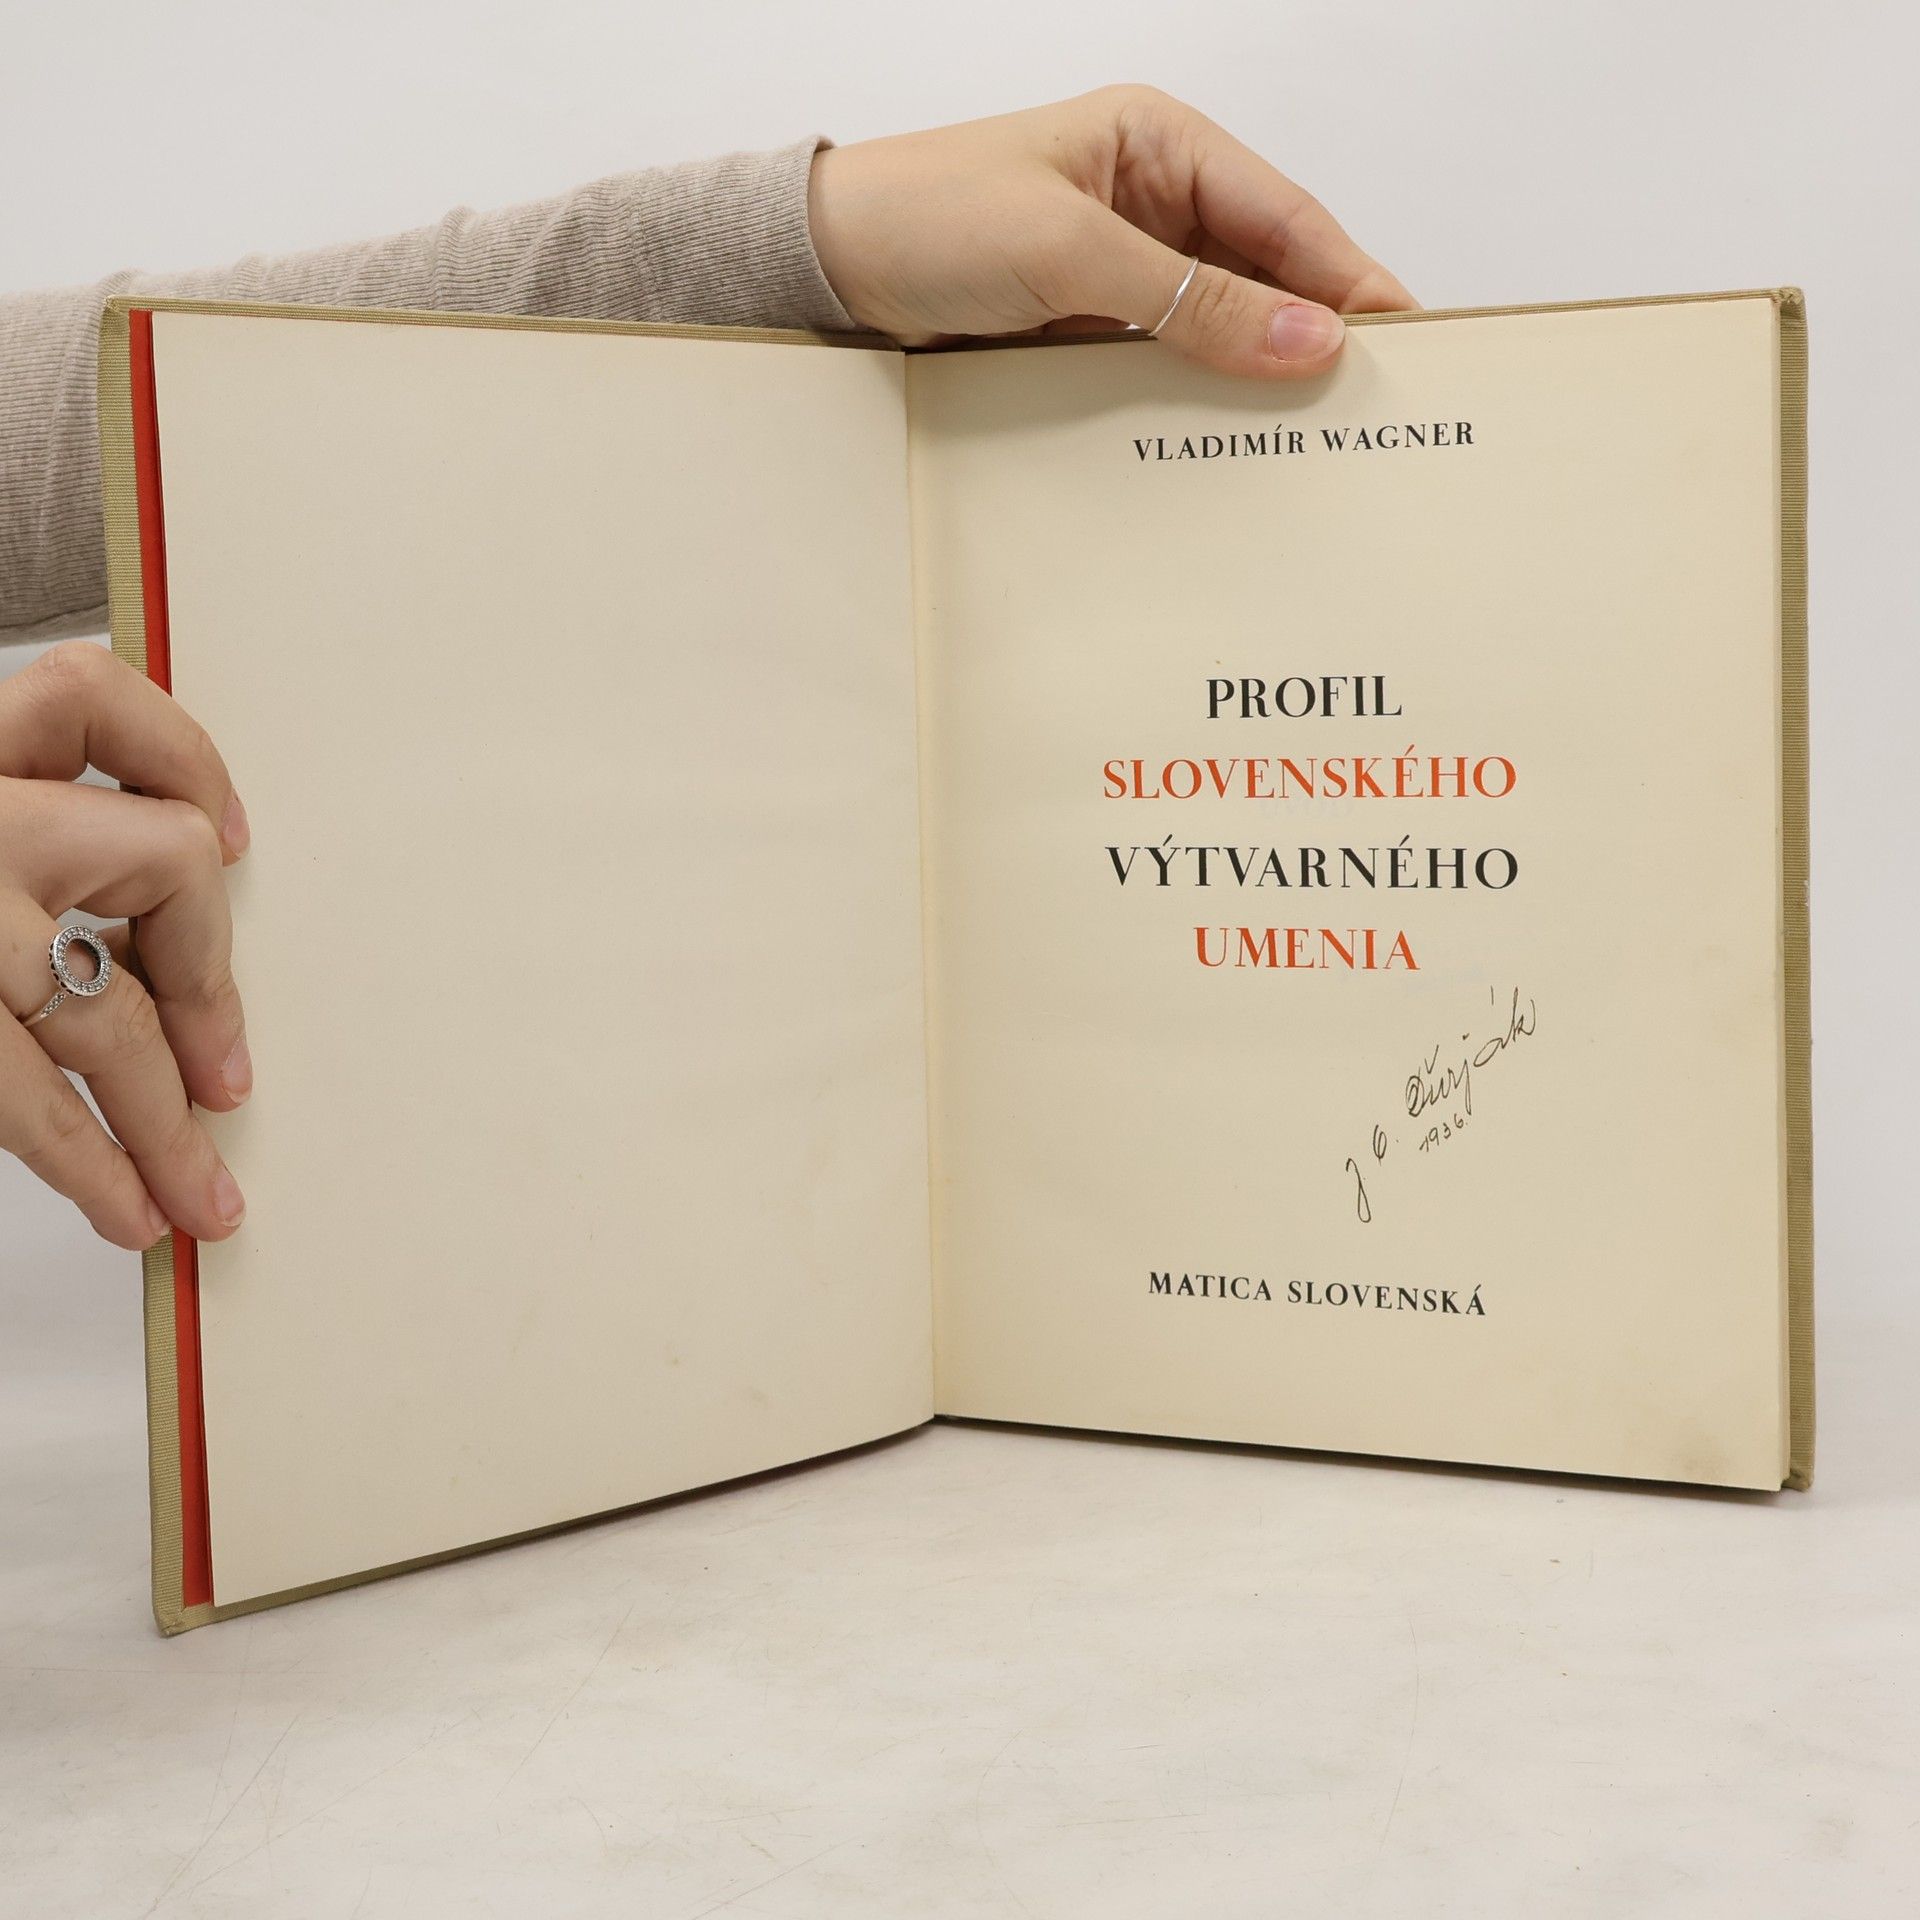 VLADIMÍR WAGNER
PROFIL
SLOVENSKÉHO
VÝTVARNÉHO
UMENIA
1936.
MATICA SLOVENSKÁ